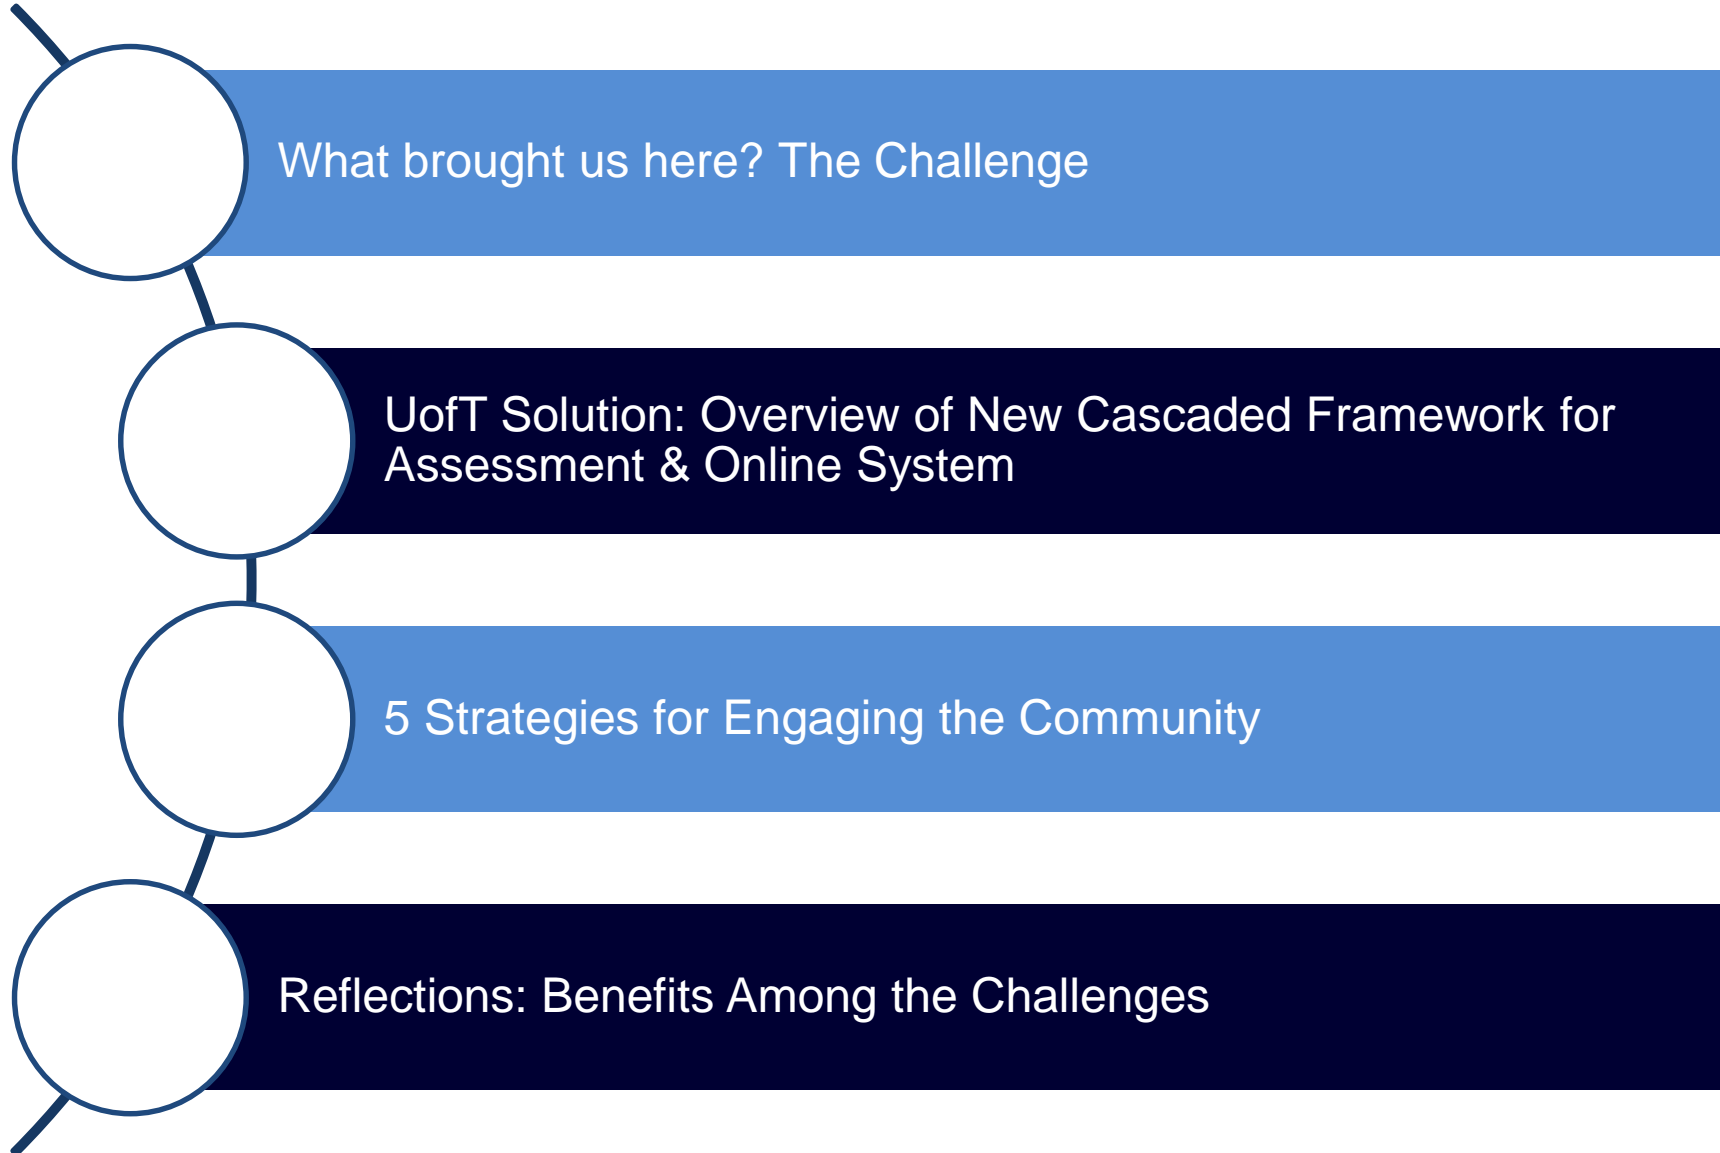 What brought us here? The Challenge
UofT Solution: Overview of New Cascaded Framework for
Assessment & Online System
5 Strategies for Engaging the Community
Reflections: Benefits Among the Challenges